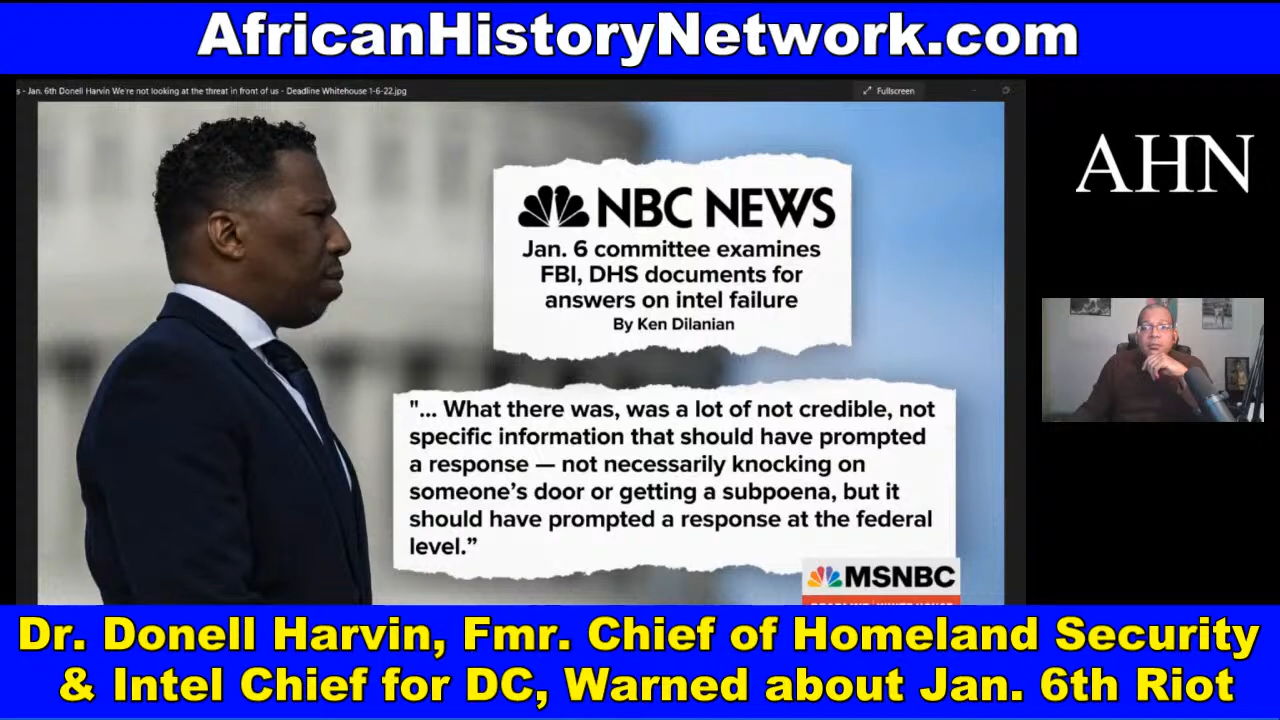 AfricanHistoryNetwork.com
s - Jan. 6th Donell Harvin We're not looking at the threat in front of us - Deadline Whitehouse 1-6-22.jpg
Fullscreen
AHN
NBC NEWS
Jan. 6 committee examines
FBI, DHS documents for
answers on intel failure
By Ken Dilanian
"... What there was, was a lot of not credible, not
specific information that should have prompted
a response — not necessarily knocking on
someone's door or getting a subpoena, but it
should have prompted a response at the federal
level.”
MSNBC
Dr. Donell Harvin, Fmr. Chief of Homeland Security
& Intel Chief for DC, Warned about Jan. 6th Riot